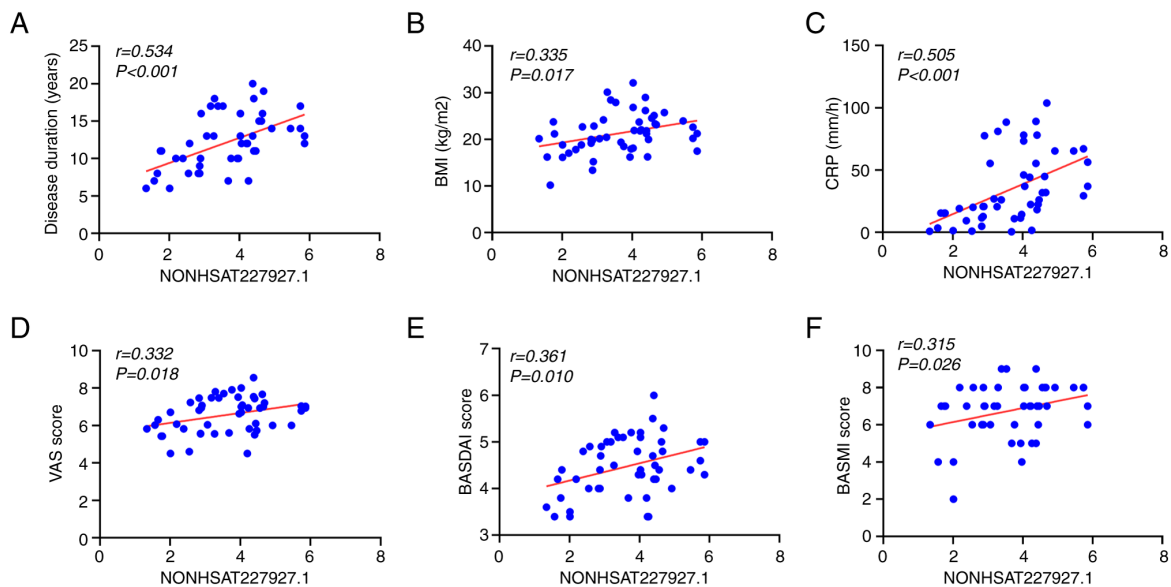 A
r=0.534
P<0.001
Disease duration (years)
25
20
15
10
5
0
0 2 4 6 8
NONHSAT227927.1
B
r=0.335
P=0.017
BMI (kg/m2)
40
30
20
10
0
0 2 4 6 8
NONHSAT227927.1
C
r=0.505
P<0.001
CRP (mm/h)
150
100
50
0
0 2 4 6 8
NONHSAT227927.1
D
r=0.332
P=0.018
VAS score
10
8
6
4
2
0
0 2 4 6 8
NONHSAT227927.1
E
r=0.361
P=0.010
BASDAI score
7
6
5
4
3
0 2 4 6 8
NONHSAT227927.1
F
r=0.315
P=0.026
BASMI score
10
8
6
4
2
0
0 2 4 6 8
NONHSAT227927.1